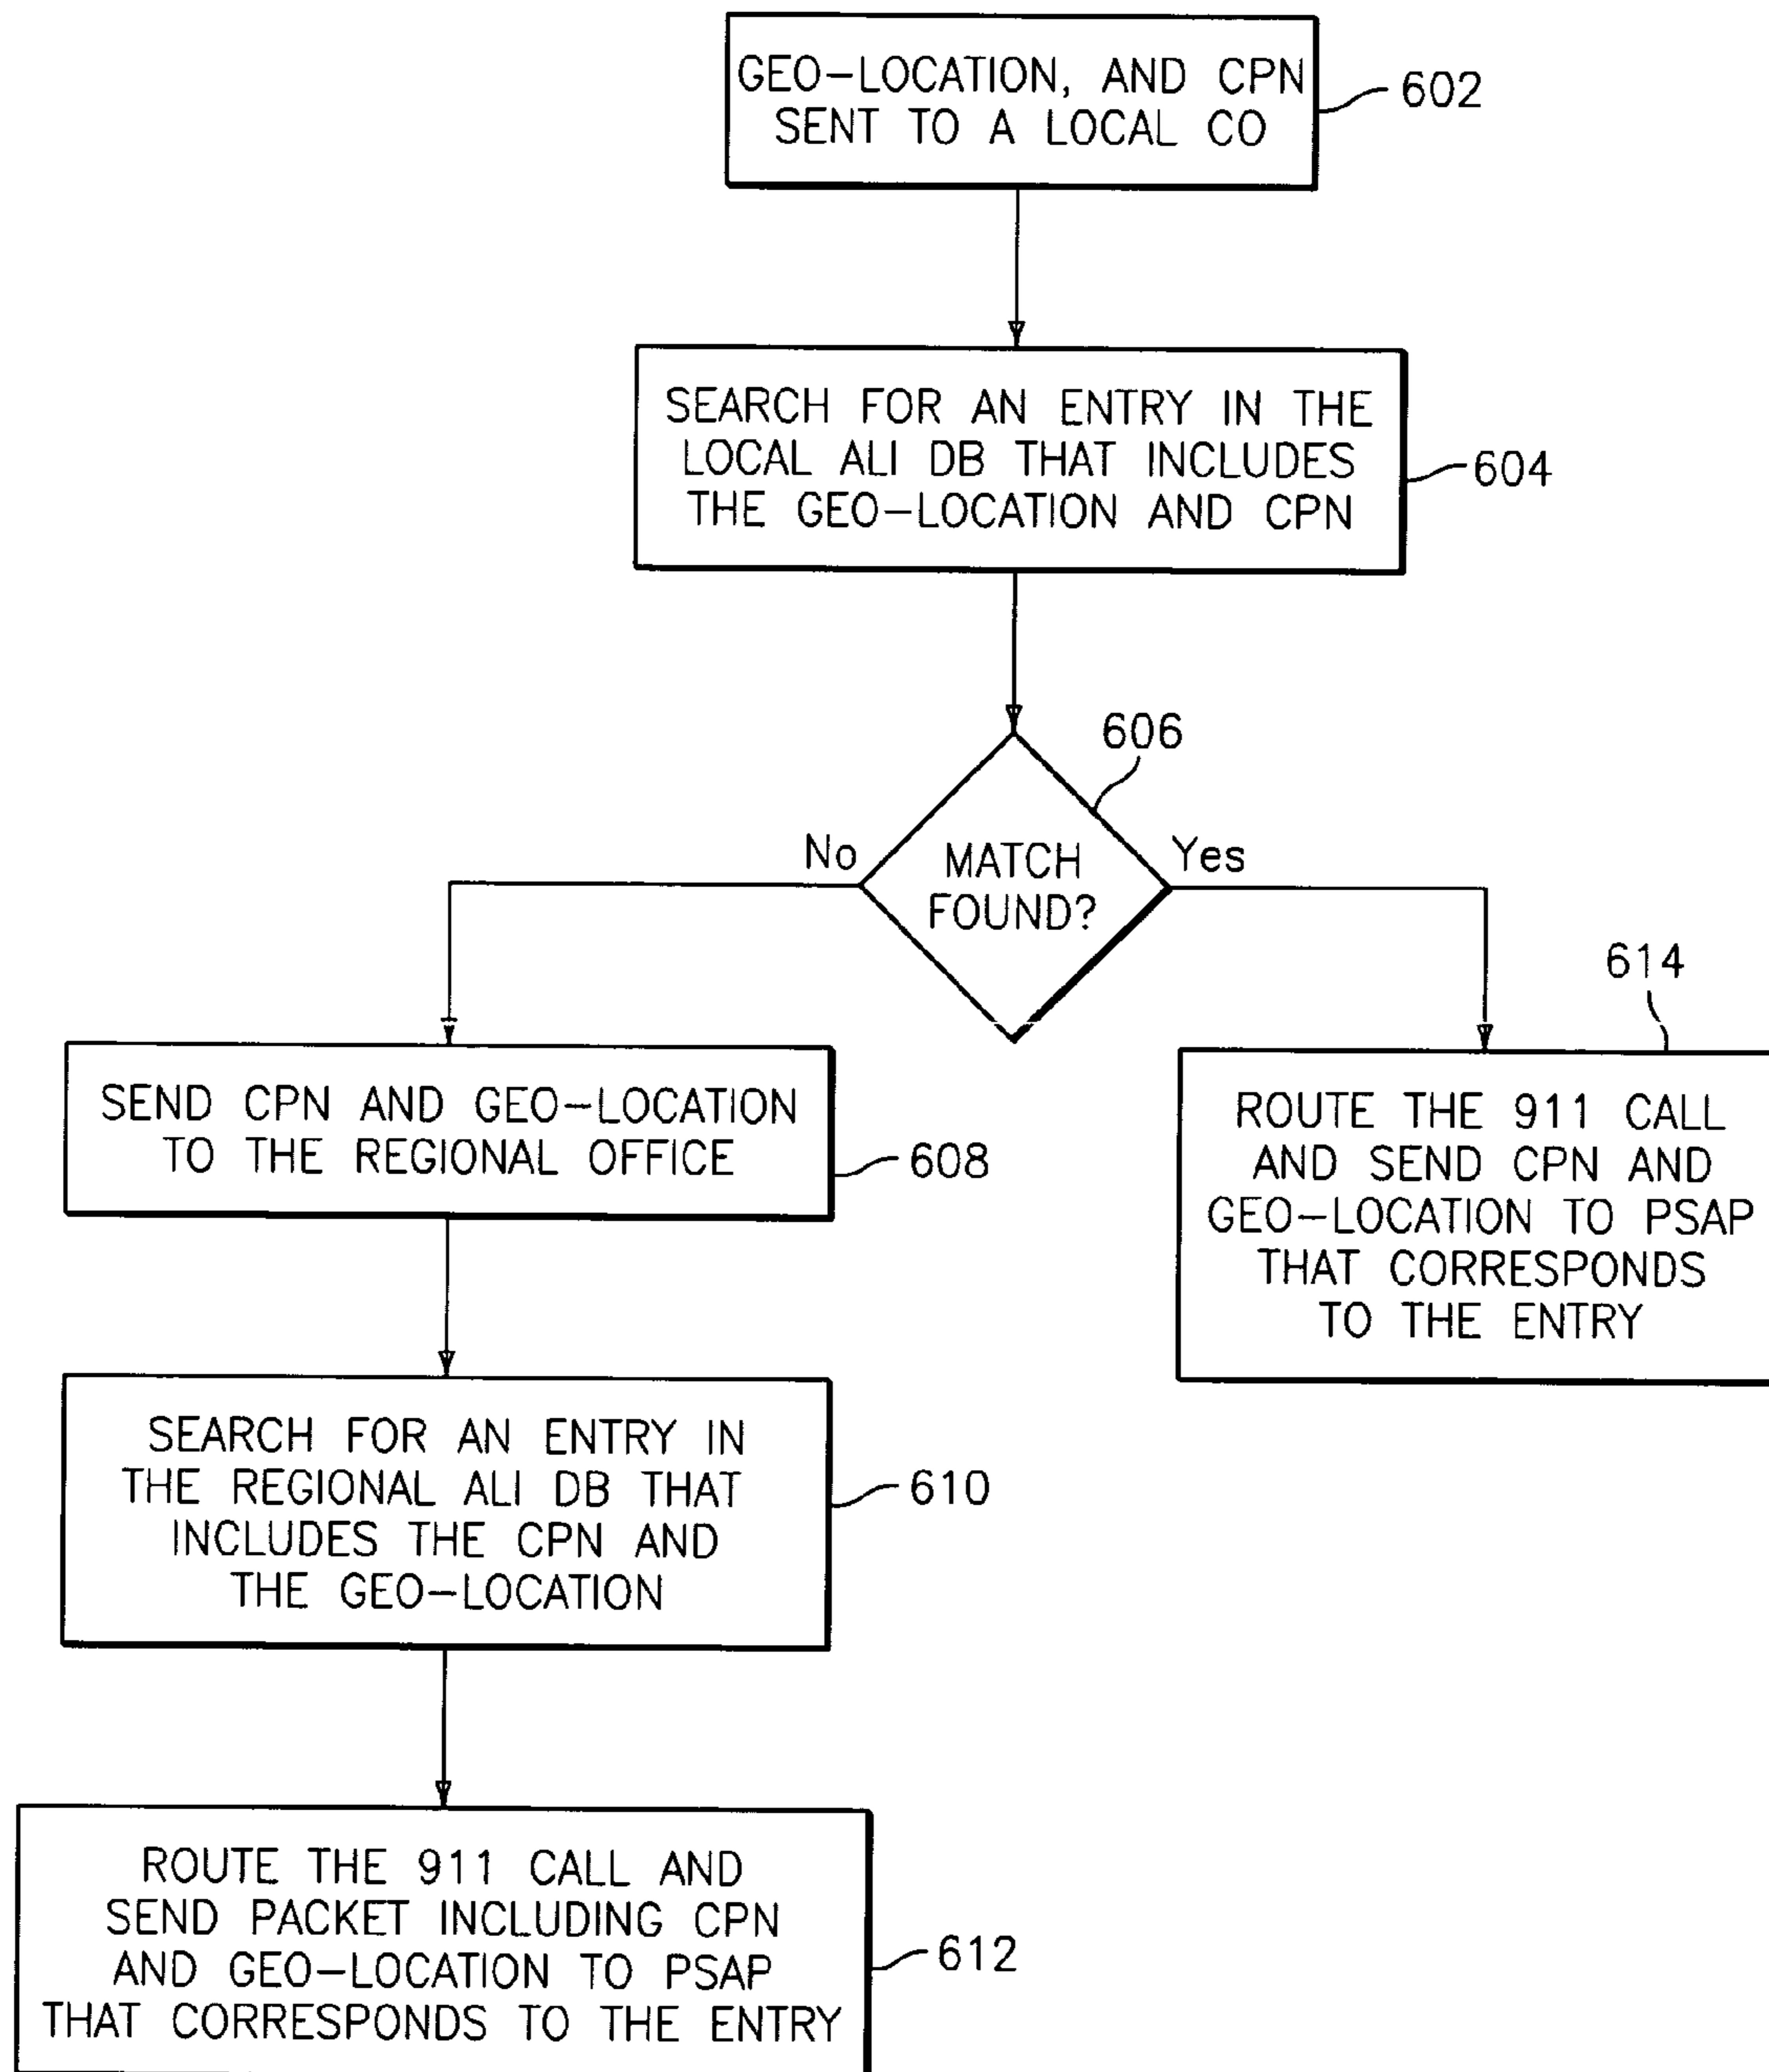 GEO-LOCATION, AND CPN
SENT TO A LOCAL CO
602
SEARCH FOR AN ENTRY IN THE
LOCAL ALI DB THAT INCLUDES
THE GEO-LOCATION AND CPN
604
606
MATCH
FOUND?
No
Yes
SEND CPN AND GEO-LOCATION
TO THE REGIONAL OFFICE
608
614
ROUTE THE 911 CALL
AND SEND CPN AND
GEO-LOCATION TO PSAP
THAT CORRESPONDS
TO THE ENTRY
SEARCH FOR AN ENTRY IN
THE REGIONAL ALI DB THAT
INCLUDES THE CPN AND
THE GEO-LOCATION
610
ROUTE THE 911 CALL AND
SEND PACKET INCLUDING CPN
AND GEO-LOCATION TO PSAP
THAT CORRESPONDS TO THE ENTRY
612